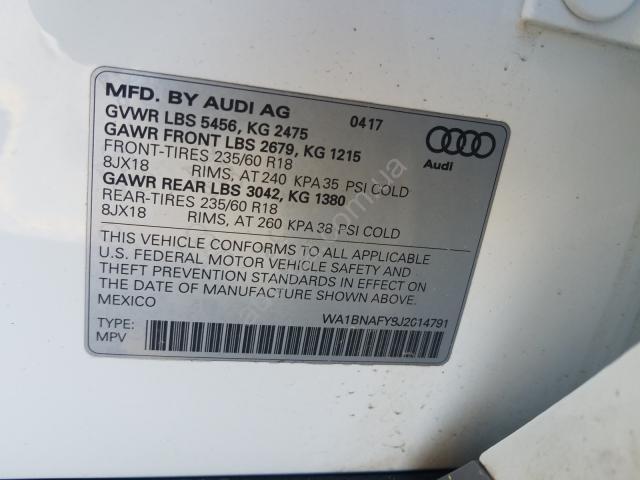 MFD. BY AUDI AG 0417
GVWR LBS 5456, KG 2475
GAWR FRONT LBS 2679, KG 1215
FRONT-TIRES 235/60 R18
8JX18 RIMS, AT 240 KPA 35 PSI COLD
GAWR REAR LBS 3042, KG 1380
REAR-TIRES 235/60 R18
8JX18 RIMS, AT 260 KPA 38 PSI COLD
Audi
THIS VEHICLE CONFORMS TO ALL APPLICABLE
U.S. FEDERAL MOTOR VEHICLE SAFETY AND
THEFT PREVENTION STANDARDS IN EFFECT ON
THE DATE OF MANUFACTURE SHOWN ABOVE.
MEXICO
WA1BNAFY8J2014791
TYPE:
MPV